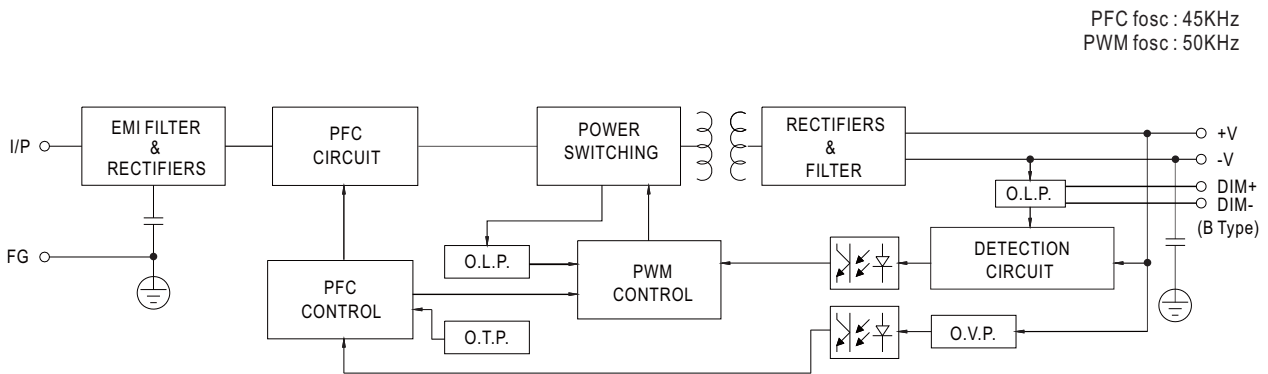 PFC fosc : 45KHz
PWM fosc : 50KHz
I/P
EMI FILTER
&
RECTIFIERS
PFC
CIRCUIT
POWER
SWITCHING
RECTIFIERS
&
FILTER
+V
-V
DIM+
DIM-
(B Type)
O.L.P.
FG
O.L.P.
PFC
CONTROL
PWM
CONTROL
DETECTION
CIRCUIT
O.T.P.
O.V.P.